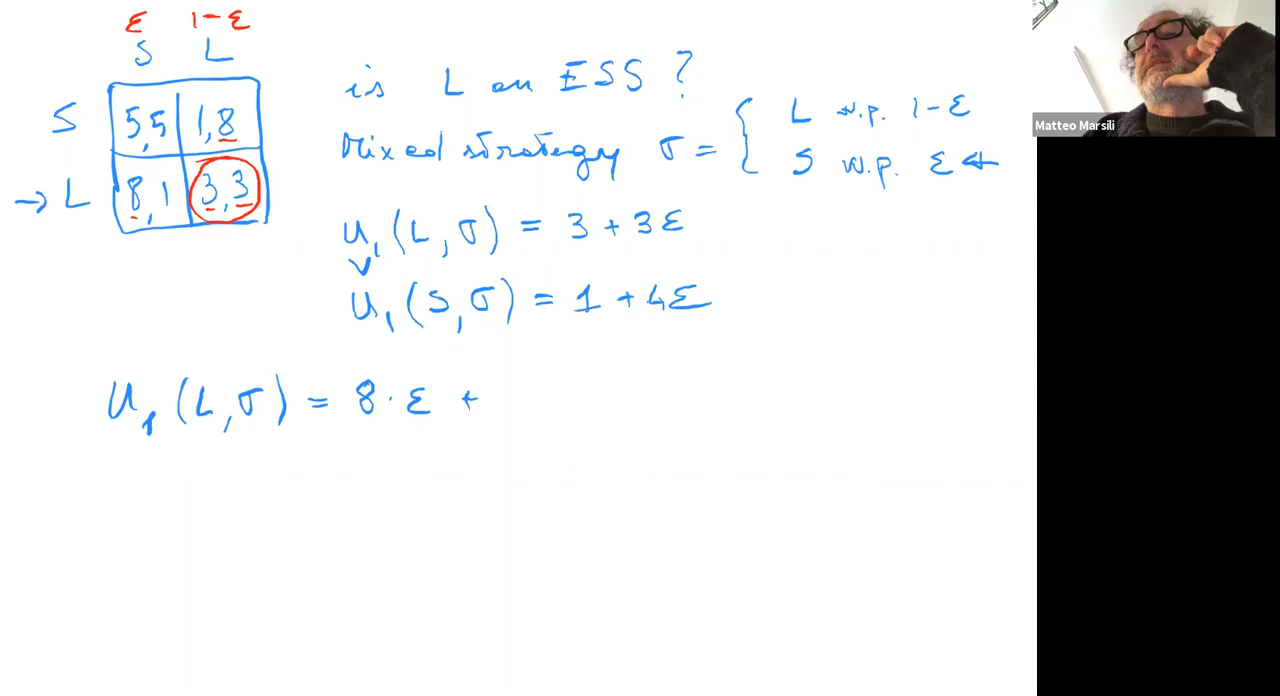 ε 1-ε
S L
S 5,5 1,8
→ L 8,1 3,3
is L an ESS ?
Mixed strategy σ = { L w.p. 1-ε
S w.p. ε ←
u₁(L,σ) = 3 + 3ε
v
u₁(S,σ) = 1 + 4ε
u₁(L,σ) = 8·ε +
Matteo Marsili